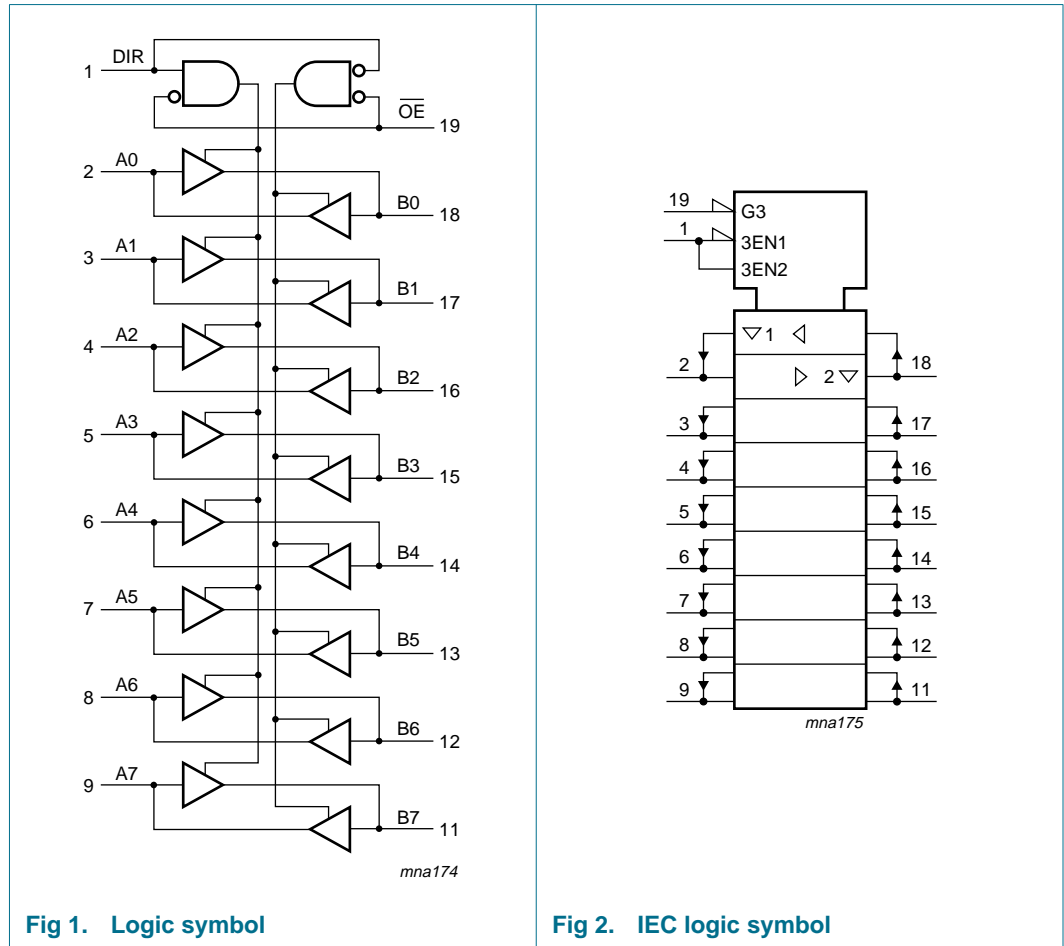 1 DIR
O̅E̅
19
2 A0
B0
18
3 A1
B1
17
4 A2
B2
16
5 A3
B3
15
6 A4
B4
14
7 A5
B5
13
8 A6
B6
12
9 A7
B7
11
mna174
Fig 1. Logic symbol
19 G3
1 3EN1
3EN2
1
2 18
2
3 17
4 16
5 15
6 14
7 13
8 12
9 11
mna175
Fig 2. IEC logic symbol